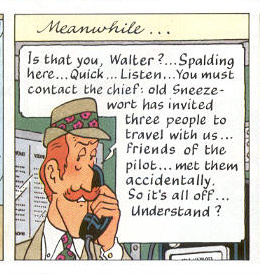 Meanwhile ...
Is that you, Walter ?... Spalding
here... Quick... Listen...You must
contact the chief: old Sneeze-
wort has invited
three people to
travel with us...
friends of the
pilot... met them
accidentally.
So it's all off...
Understand ?